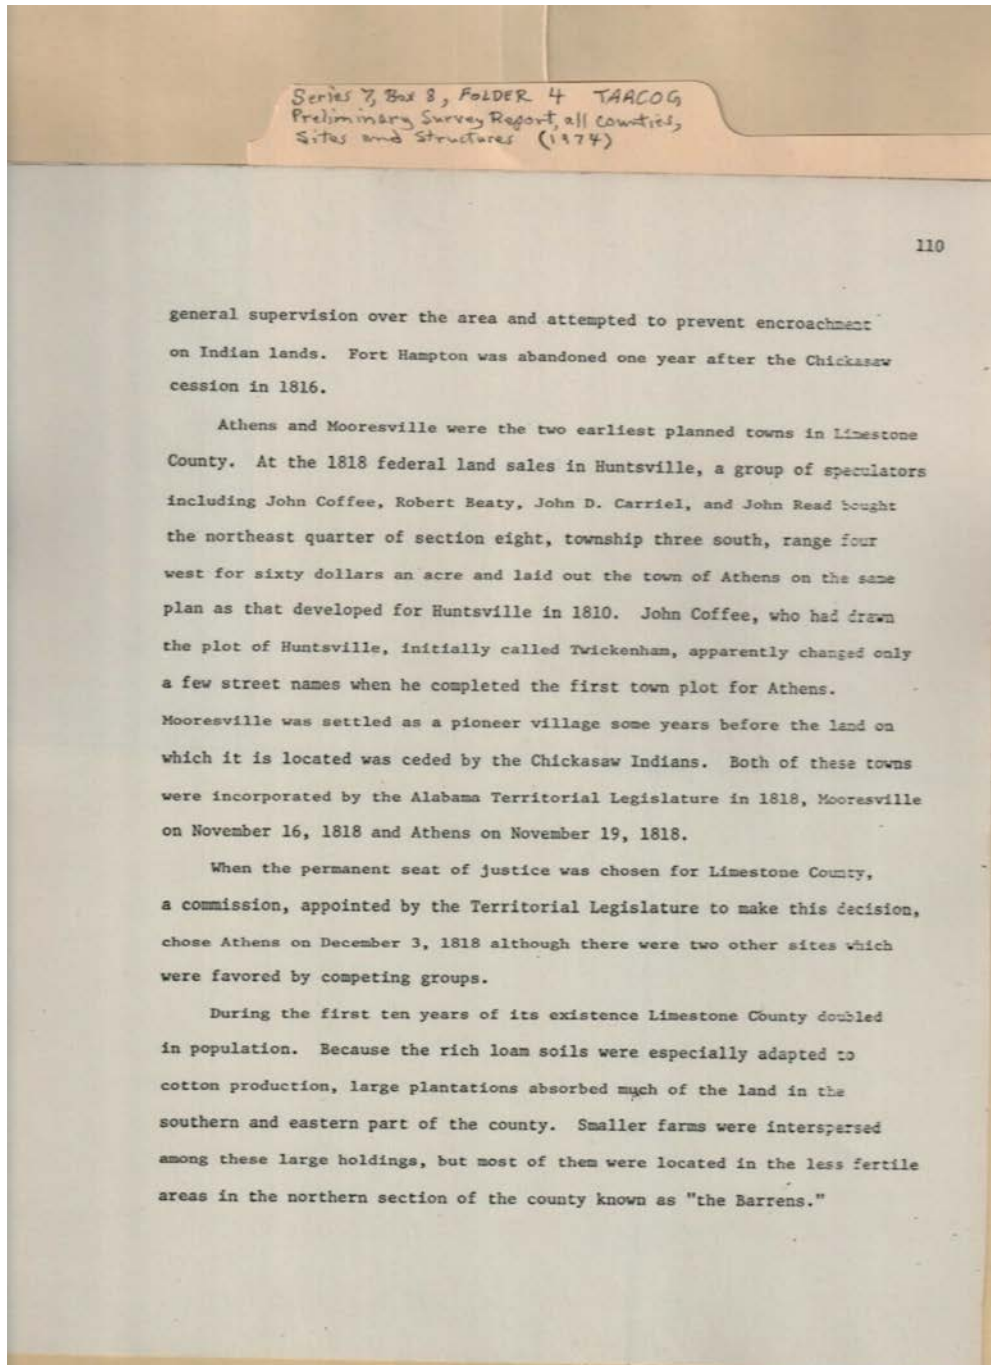 Series 7, Box 8, FOLDER 4 TARCOG
Preliminary Survey Report, all counties,
Sites and Structures (1974)
110
general supervision over the area and attempted to prevent encroachment
on Indian lands. Fort Hampton was abandoned one year after the Chickasaw
cession in 1816.
Athens and Mooresville were the two earliest planned towns in Limestone
County. At the 1818 federal land sales in Huntsville, a group of speculators
including John Coffee, Robert Beaty, John D. Carriel, and John Read bought
the northeast quarter of section eight, township three south, range four
west for sixty dollars an acre and laid out the town of Athens on the same
plan as that developed for Huntsville in 1810. John Coffee, who had drawn
the plot of Huntsville, initially called Twickenham, apparently changed only
a few street names when he completed the first town plot for Athens.
Mooresville was settled as a pioneer village some years before the land on
which it is located was ceded by the Chickasaw Indians. Both of these towns
were incorporated by the Alabama Territorial Legislature in 1818, Mooresville
on November 16, 1818 and Athens on November 19, 1818.
When the permanent seat of justice was chosen for Limestone County,
a commission, appointed by the Territorial Legislature to make this decision,
chose Athens on December 3, 1818 although there were two other sites which
were favored by competing groups.
During the first ten years of its existence Limestone County doubled
in population. Because the rich loam soils were especially adapted to
cotton production, large plantations absorbed much of the land in the
southern and eastern part of the county. Smaller farms were interspersed
among these large holdings, but most of them were located in the less fertile
areas in the northern section of the county known as "the Barrens."